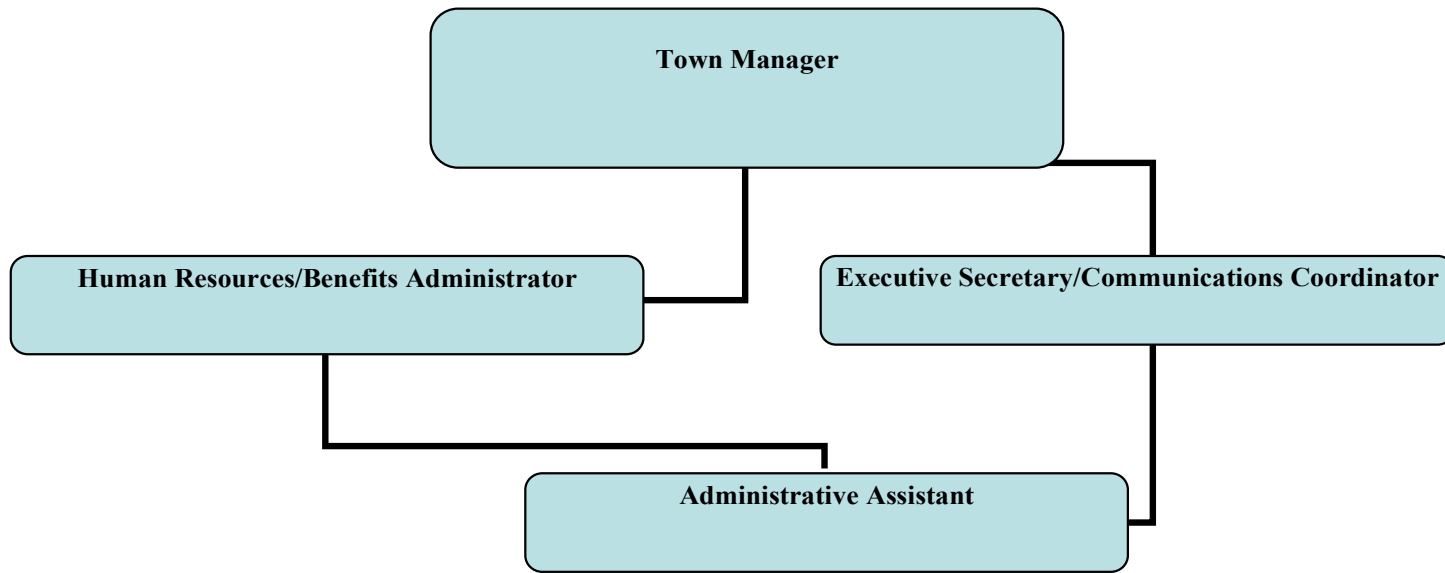 Town Manager
Human Resources/Benefits Administrator
Executive Secretary/Communications Coordinator
Administrative Assistant